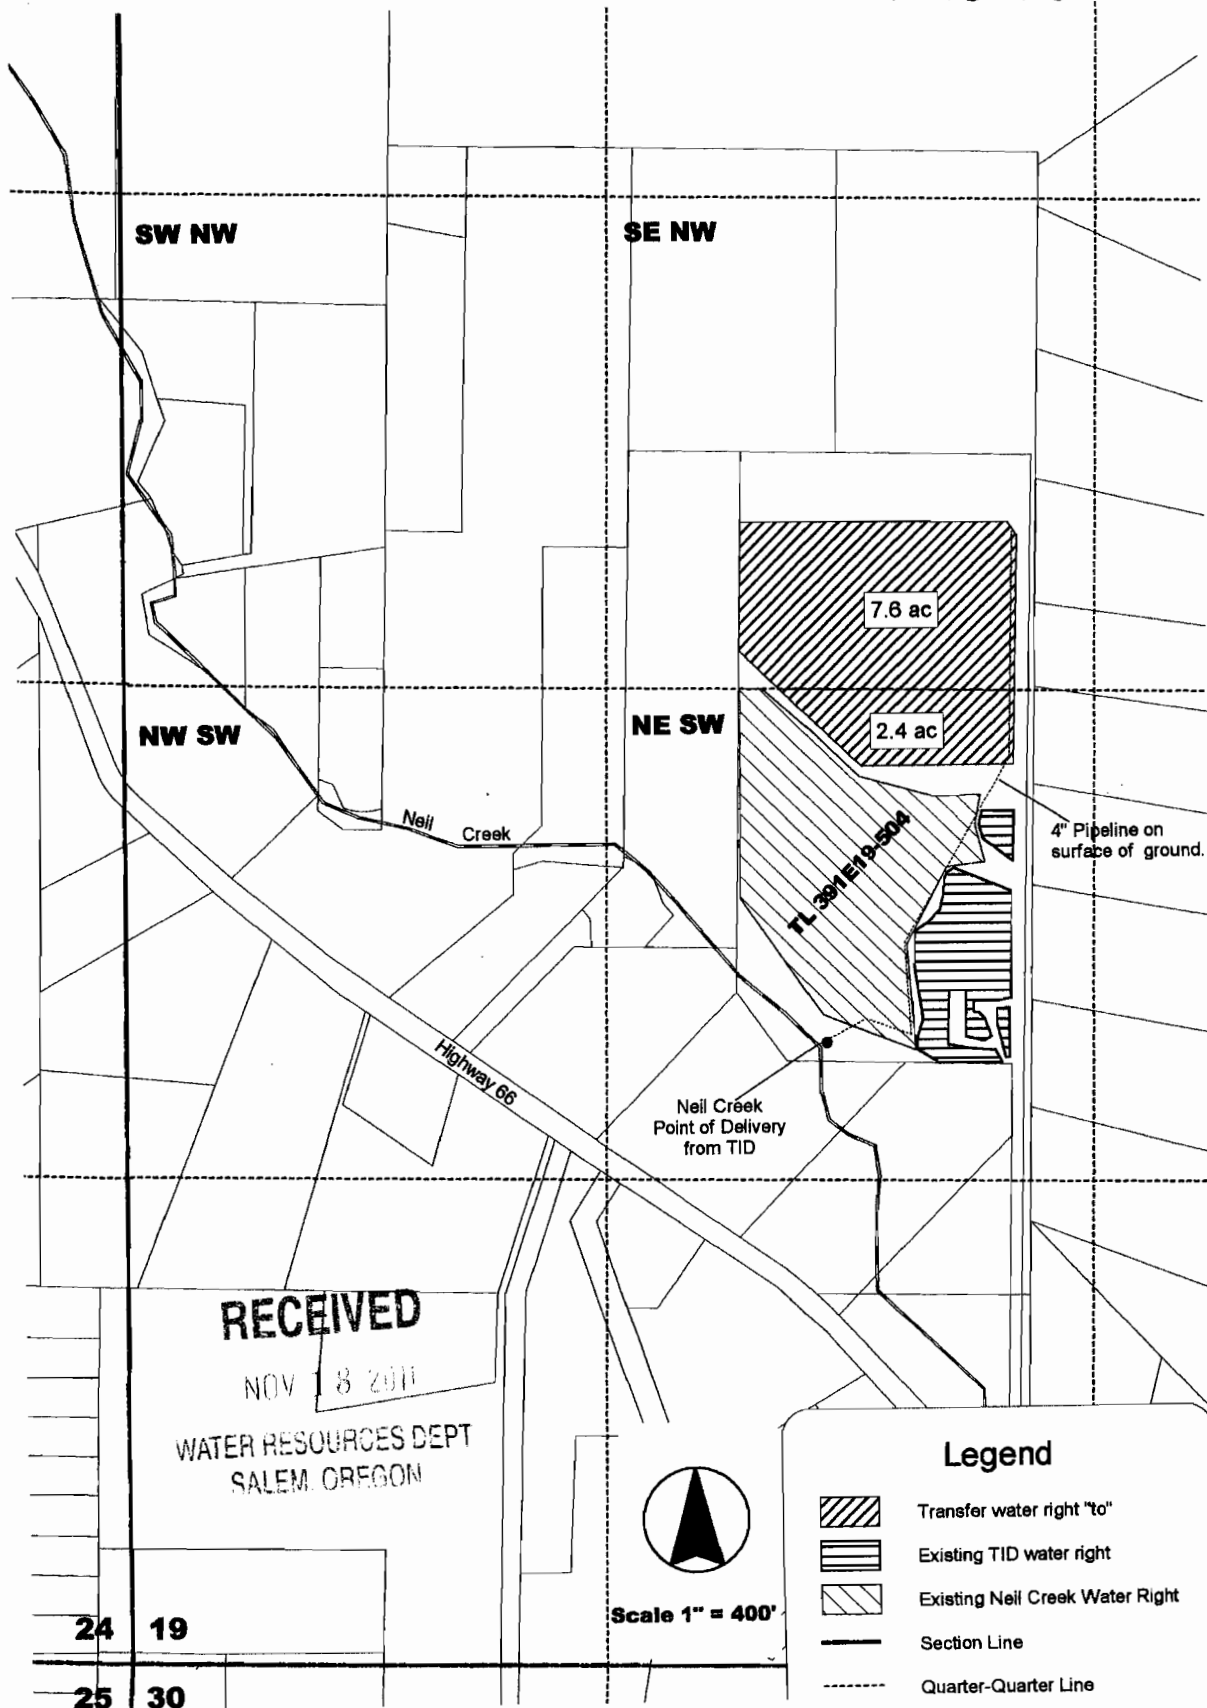 SW NW
SE NW
7.6 ac
NW SW
NE SW
2.4 ac
Neil Creek
TL 391E19-504
4" Pipeline on
surface of ground.
Highway 66
Neil Creek
Point of Delivery
from TID
RECEIVED
NOV 18 2011
WATER RESOURCES DEPT
SALEM, OREGON
Legend
Transfer water right "to"
Existing TID water right
Existing Neil Creek Water Right
Section Line
Quarter-Quarter Line
Scale 1" = 400'
24 19
25 30